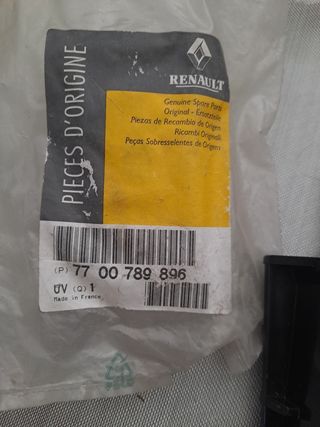 PIECES D'ORIGINE
RENAULT
Genuine Spare Parts
Original - Ersatzteile
Piezas de Recambio de Origen
Ricambi Originali
Peças Sobresselentes de Origem
(P) 77 00 789 896
UV (Q) 1
Made in France